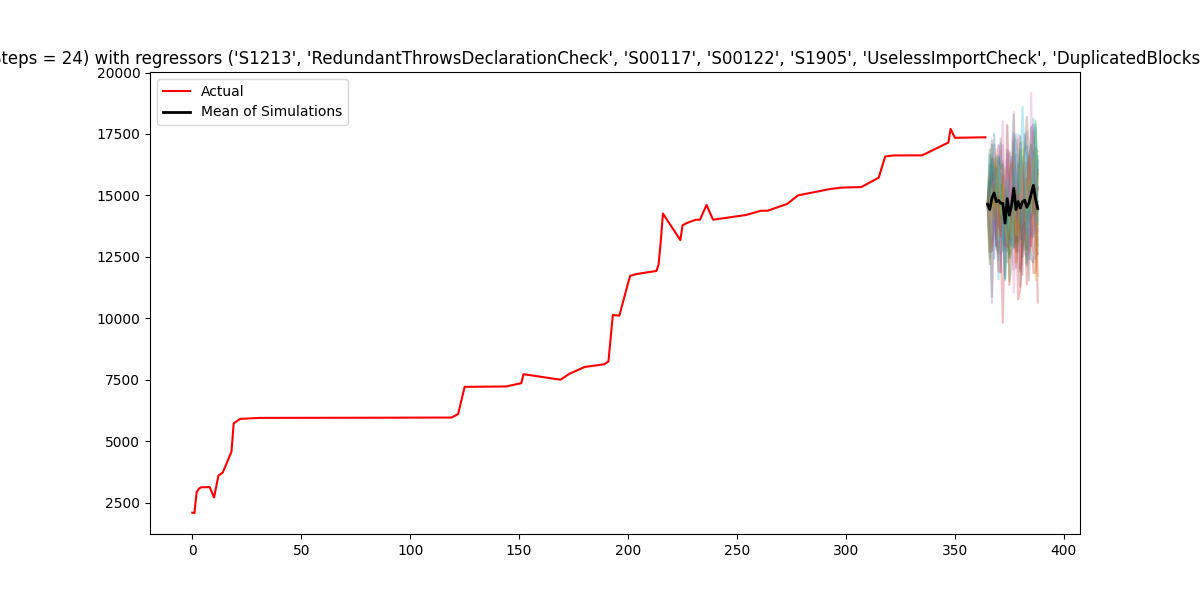 teps = 24) with regressors ('S1213', 'RedundantThrowsDeclarationCheck', 'S00117', 'S00122', 'S1905', 'UselessImportCheck', 'DuplicatedBlocks
Actual
Mean of Simulations
20000
17500
15000
12500
10000
7500
5000
2500
0 50 100 150 200 250 300 350 400